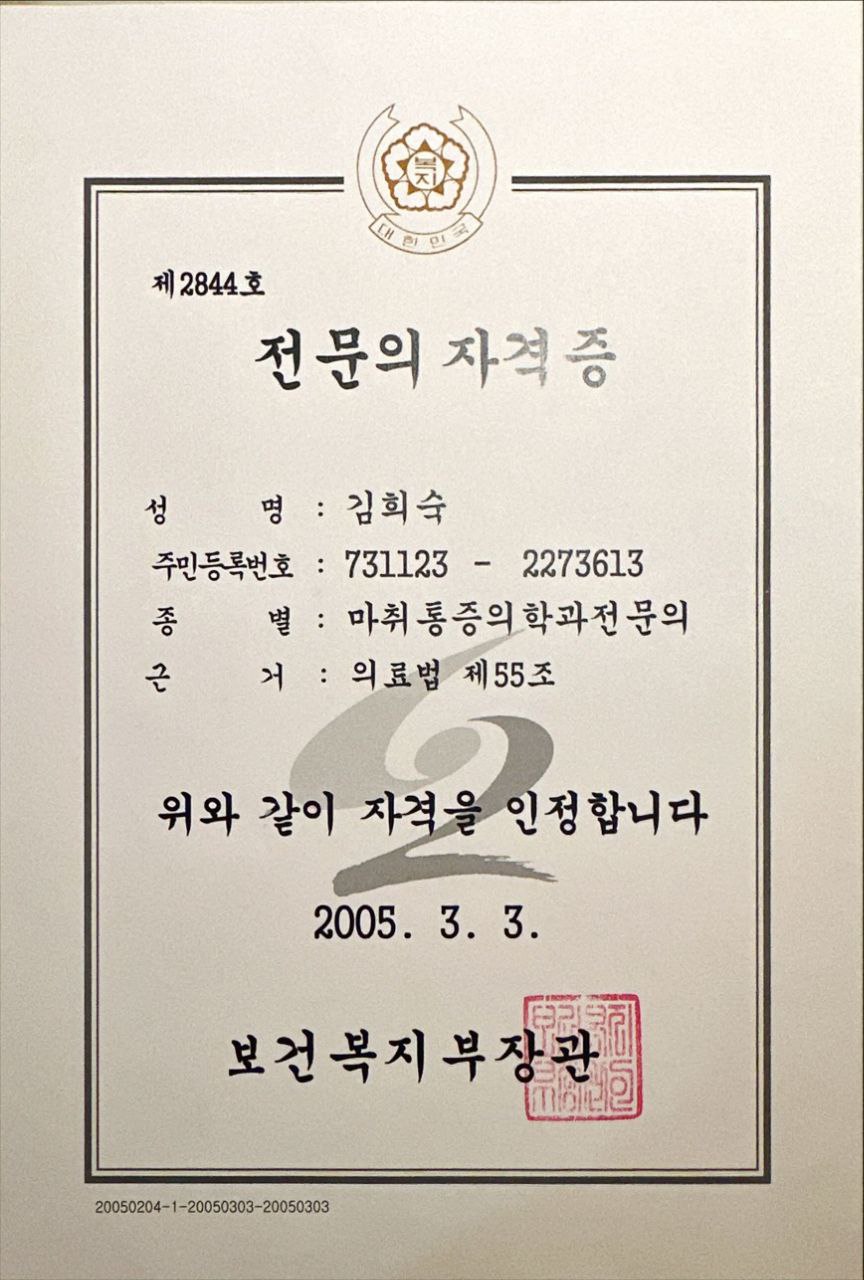 복지
대한민국
제2844호
전문의 자격증
성 명 : 김희숙
주민등록번호 : 731123 - 2273613
종 별 : 마취통증의학과전문의
근 거 : 의료법 제55조
위와 같이 자격을 인정합니다
2005. 3. 3.
보건복지부장관
20050204-1-20050303-20050303